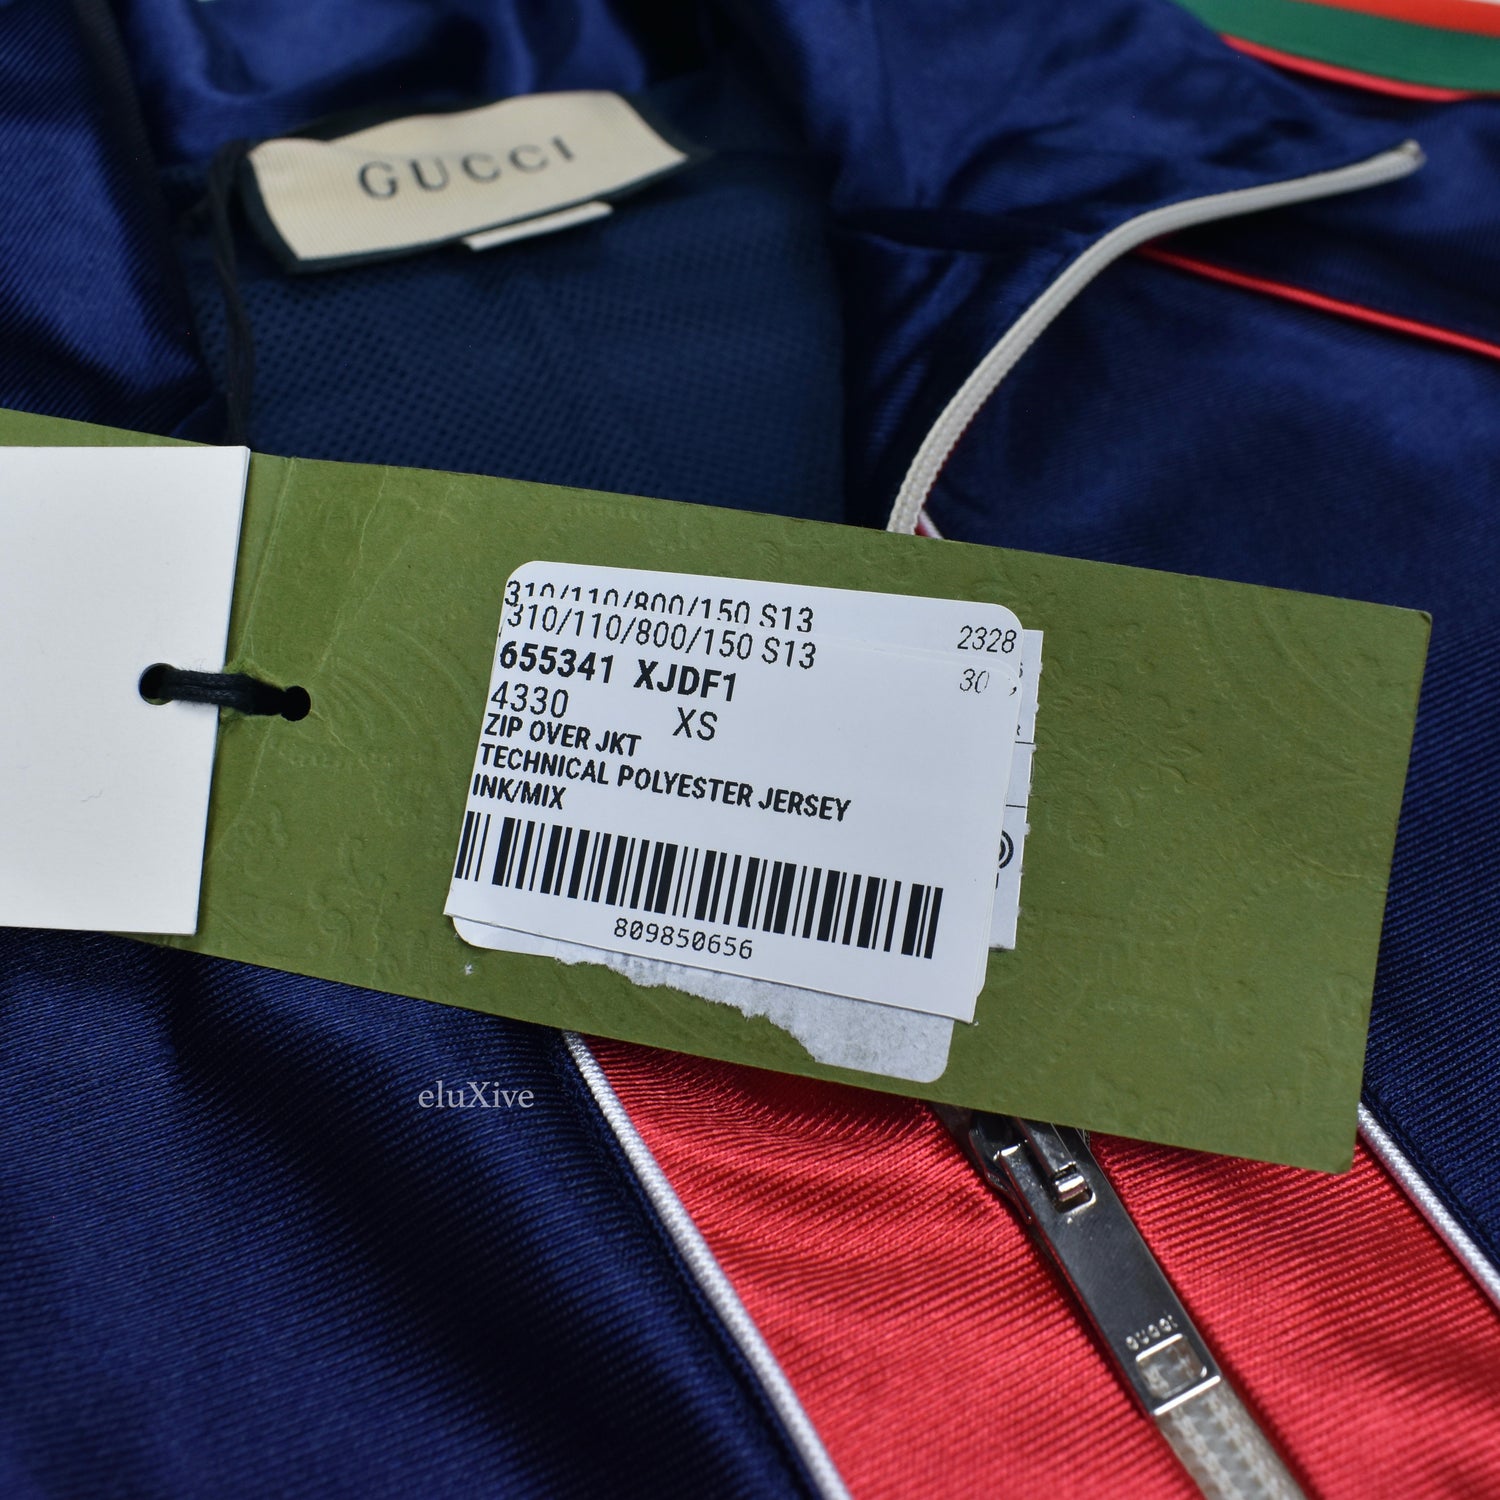 GUCCI
310/110/800/150 S13
310/110/800/150 S13
2328
655341 XJDF1
30
4330 XS
ZIP OVER JKT
TECHNICAL POLYESTER JERSEY
INK/MIX
809850656
eluXive
GUCCI